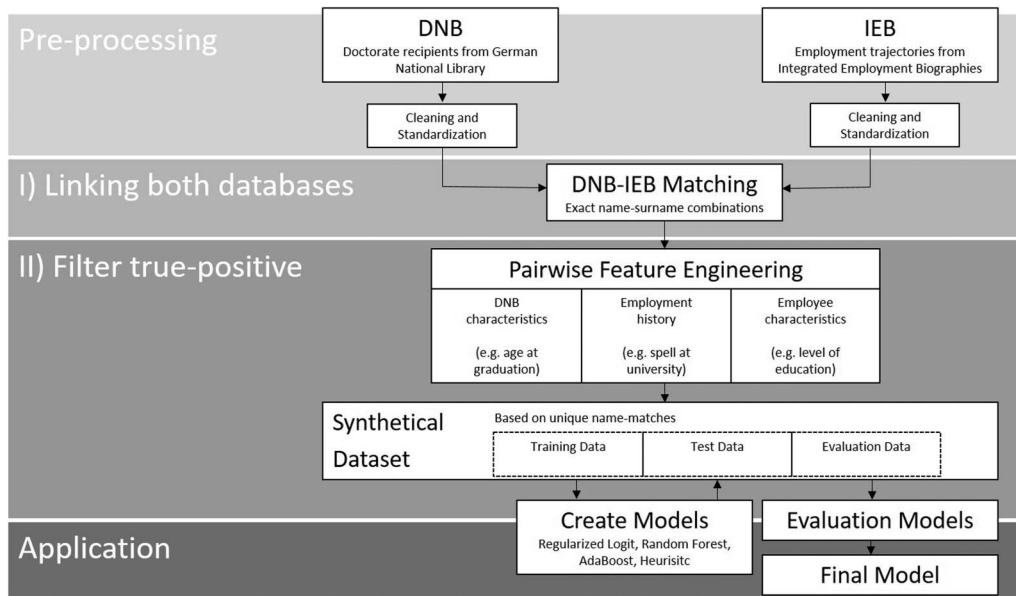 Pre-processing
DNB
Doctorate recipients from German
National Library
IEB
Employment trajectories from
Integrated Employment Biographies
Cleaning and
Standardization
Cleaning and
Standardization
I) Linking both databases
DNB-IEB Matching
Exact name-surname combinations
II) Filter true-positive
Pairwise Feature Engineering
DNB
characteristics
(e.g. age at
graduation)
Employment
history
(e.g. spell at
university)
Employee
characteristics
(e.g. level of
education)
Synthetical
Dataset
Based on unique name-matches
Training Data
Test Data
Evaluation Data
Create Models
Regularized Logit, Random Forest,
AdaBoost, Heurisitc
Evaluation Models
Application
Final Model